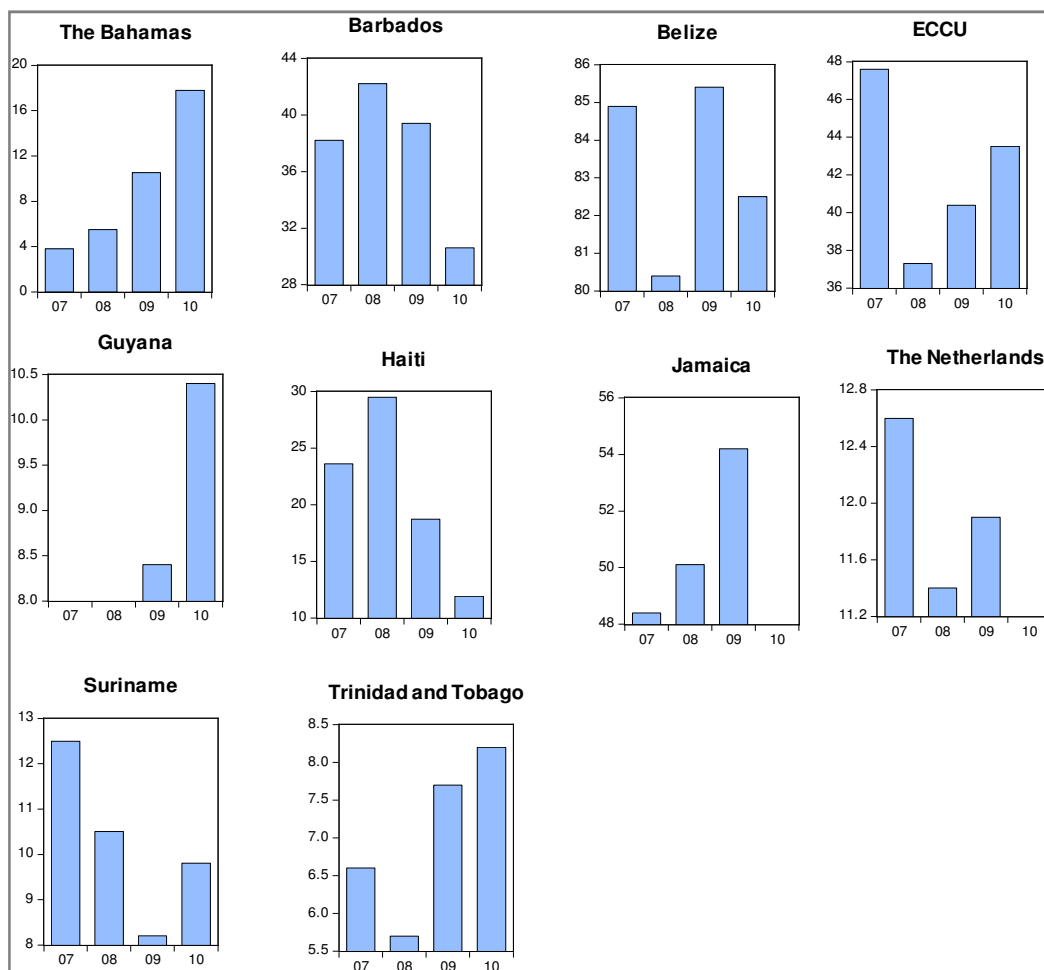 The Bahamas
20
16
12
8
4
0
07 08 09 10
Barbados
44
40
36
32
28
07 08 09 10
Belize
86
85
84
83
82
81
80
07 08 09 10
ECCU
48
46
44
42
40
38
36
07 08 09 10
Guyana
10.5
10.0
9.5
9.0
8.5
8.0
07 08 09 10
Haiti
30
25
20
15
10
07 08 09 10
Jamaica
56
54
52
50
48
07 08 09 10
The Netherlands
12.8
12.4
12.0
11.6
11.2
07 08 09 10
Suriname
13
12
11
10
9
8
07 08 09 10
Trinidad and Tobago
8.5
8.0
7.5
7.0
6.5
6.0
5.5
07 08 09 10